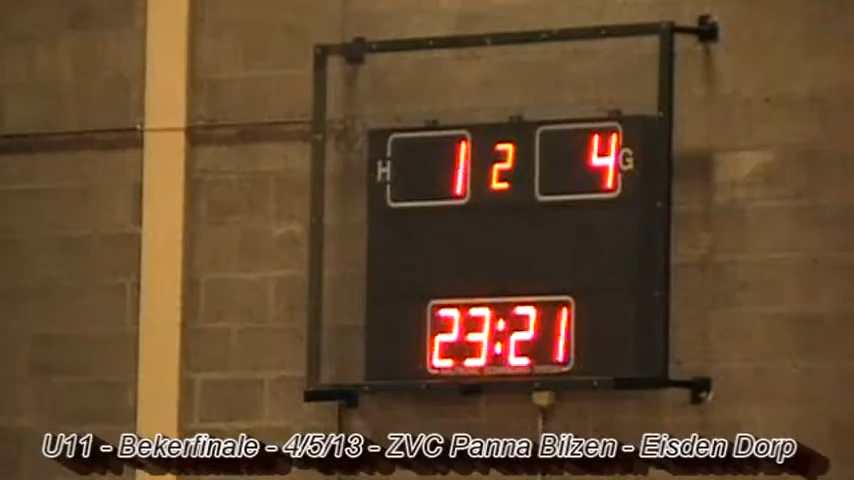 H 1 2 4 G
23:21
U11 - Bekerfinale - 4/5/13 - ZVC Panna Bilzen - Eisden Dorp